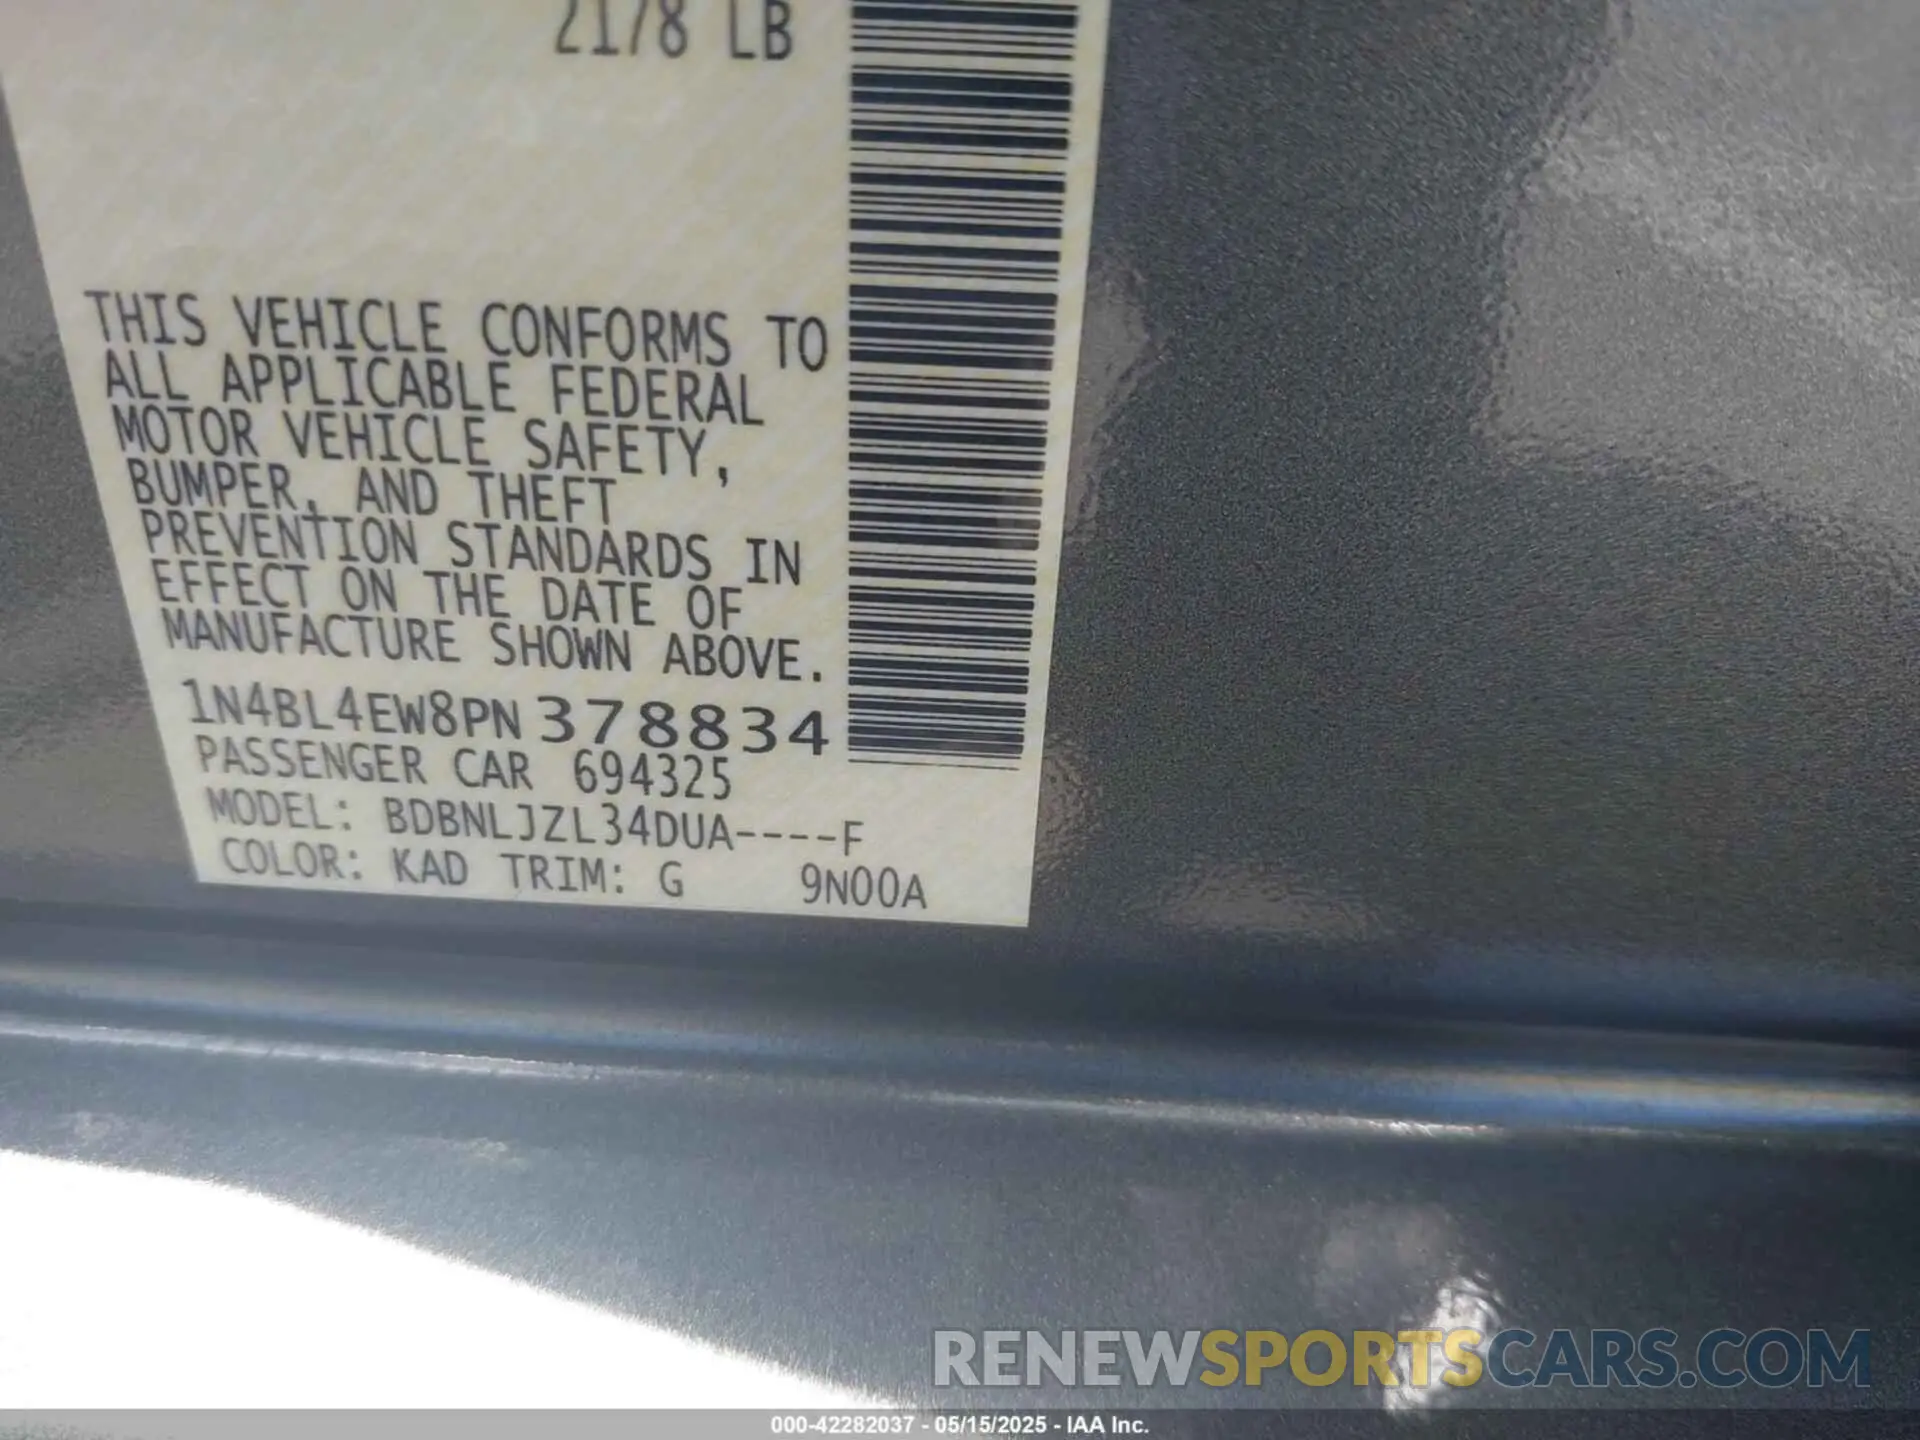 2178 LB
THIS VEHICLE CONFORMS TO
ALL APPLICABLE FEDERAL
MOTOR VEHICLE SAFETY,
BUMPER, AND THEFT
PREVENTION STANDARDS IN
EFFECT ON THE DATE OF
MANUFACTURE SHOWN ABOVE.
1N4BL4EW8PN378834
PASSENGER CAR 694325
MODEL: BDBNLJZL34DUA----F
COLOR: KAD TRIM: G 9N00A
RENEWSPORTSCARS.COM
000-42282037 - 05/15/2025 - IAA Inc.